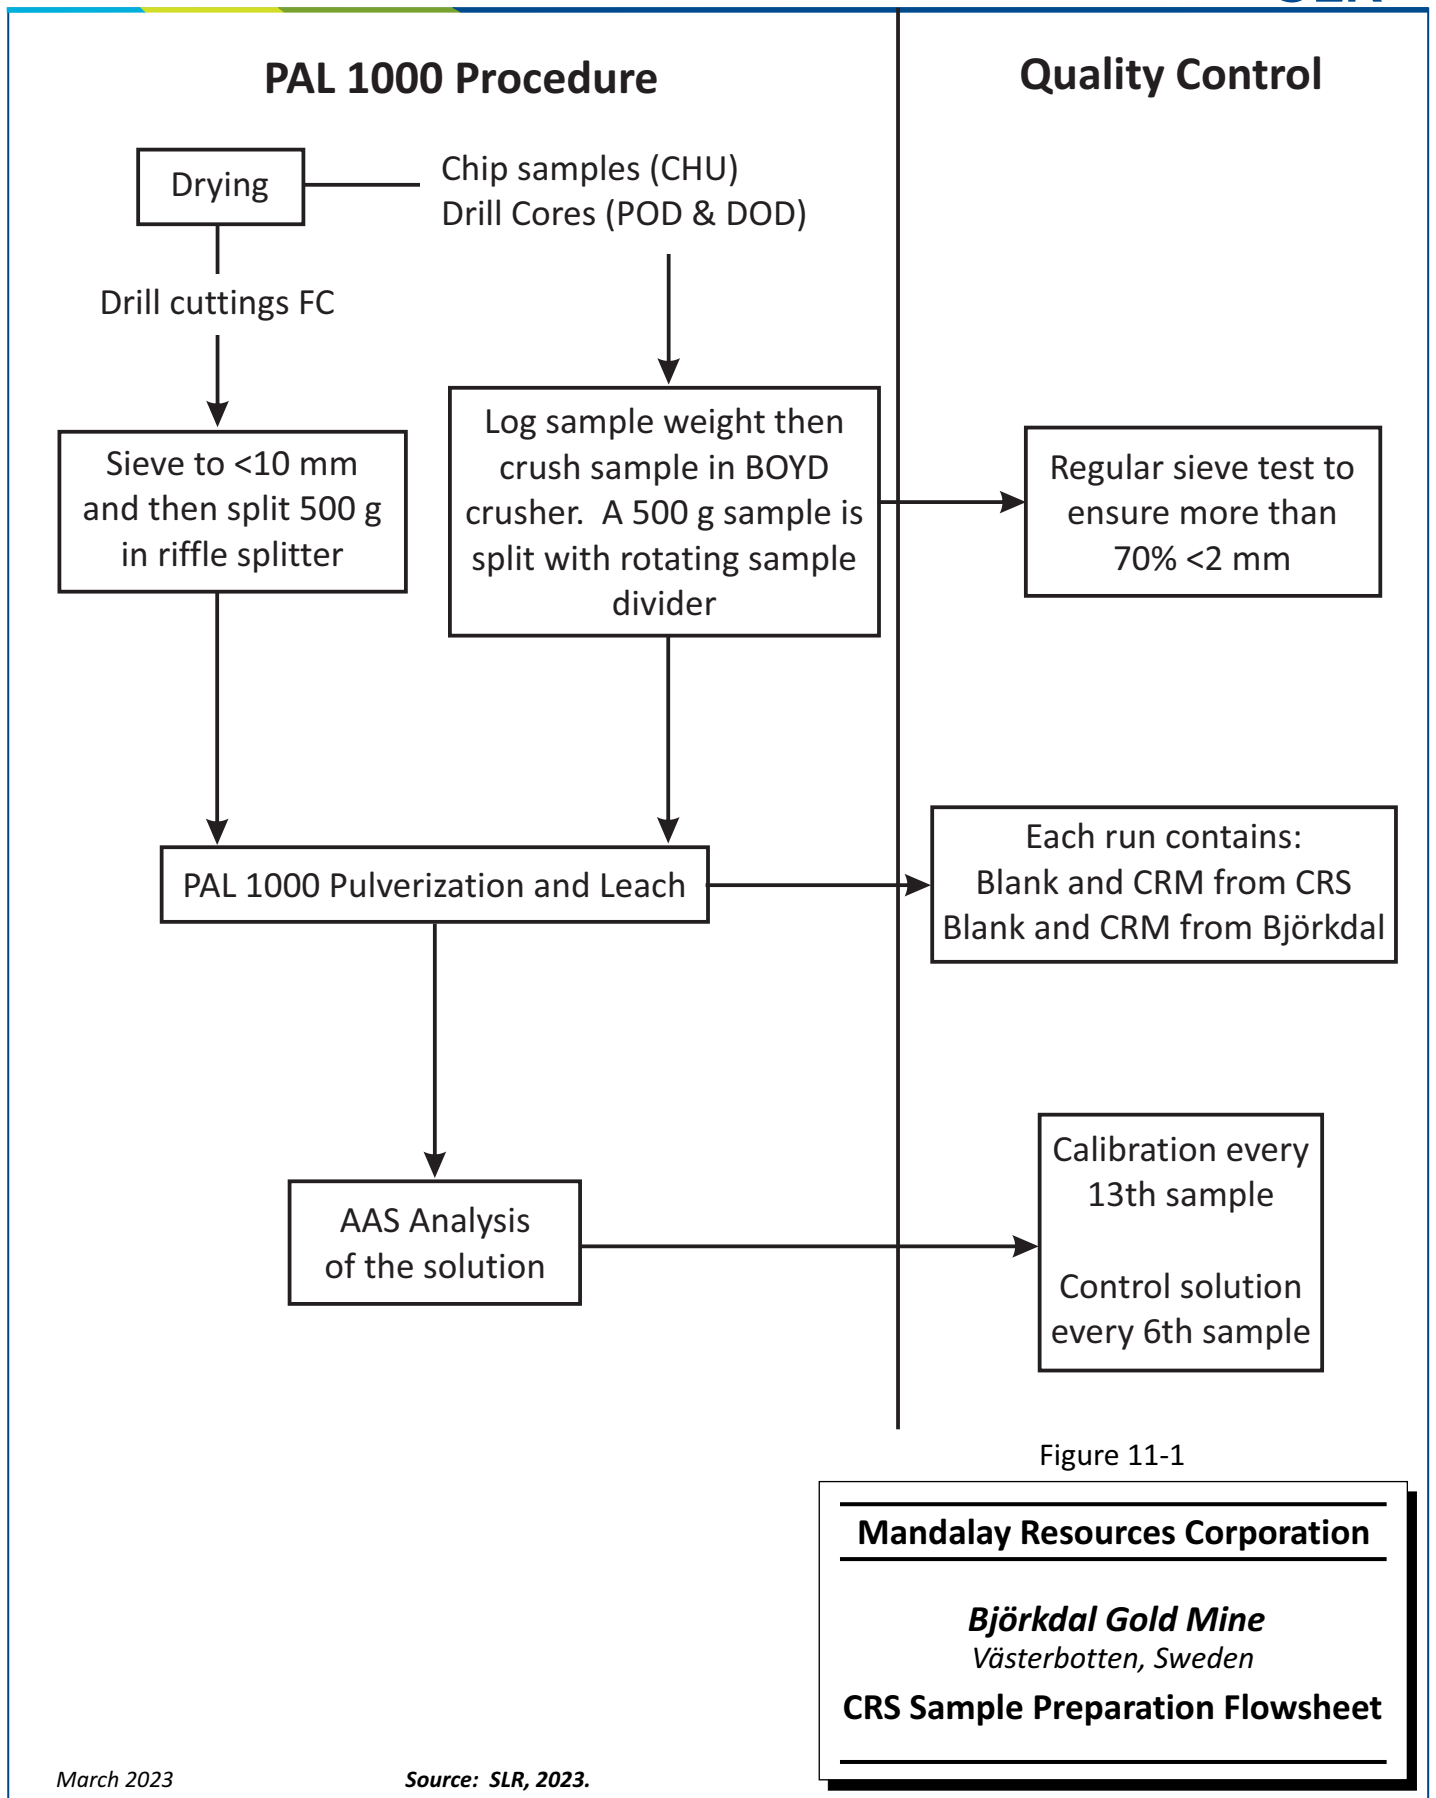 PAL 1000 Procedure
Quality Control
Drying
Chip samples (CHU)
Drill Cores (POD & DOD)
Drill cuttings FC
Sieve to <10 mm
and then split 500 g
in riffle splitter
Log sample weight then
crush sample in BOYD
crusher. A 500 g sample is
split with rotating sample
divider
Regular sieve test to
ensure more than
70% <2 mm
PAL 1000 Pulverization and Leach
Each run contains:
Blank and CRM from CRS
Blank and CRM from Björkdal
AAS Analysis
of the solution
Calibration every
13th sample
Control solution
every 6th sample
Figure 11-1
Mandalay Resources Corporation
Björkdal Gold Mine
Västerbotten, Sweden
CRS Sample Preparation Flowsheet
March 2023
Source: SLR, 2023.